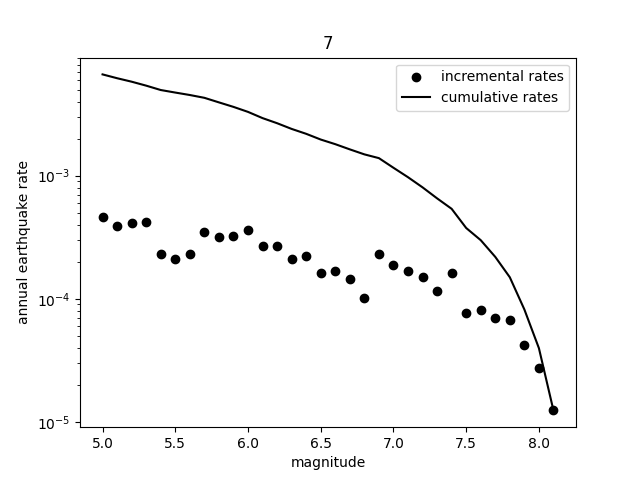 7
incremental rates
cumulative rates
annual earthquake rate
10⁻³
10⁻⁴
10⁻⁵
5.0 5.5 6.0 6.5 7.0 7.5 8.0
magnitude